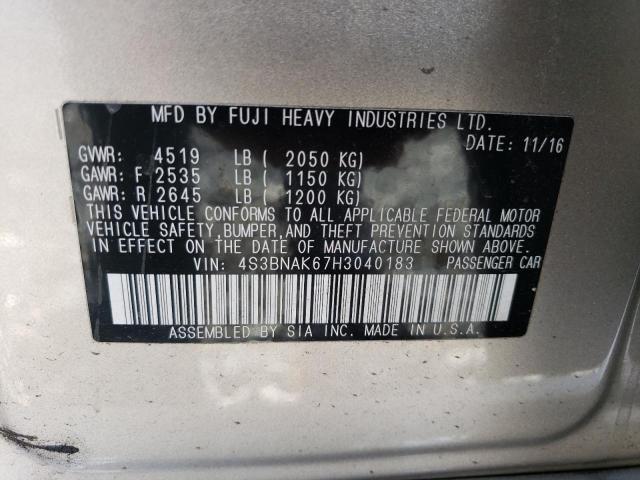 MFD BY FUJI HEAVY INDUSTRIES LTD.
DATE: 11/16
GVWR: 4519 LB ( 2050 KG)
GAWR: F 2535 LB ( 1150 KG)
GAWR: R 2645 LB ( 1200 KG)
THIS VEHICLE CONFORMS TO ALL APPLICABLE FEDERAL MOTOR
VEHICLE SAFETY, BUMPER, AND THEFT PREVENTION STANDARDS
IN EFFECT ON THE DATE OF MANUFACTURE SHOWN ABOVE.
VIN: 4S3BNAK67H3040183 PASSENGER CAR
ASSEMBLED BY SIA INC. MADE IN U.S.A.